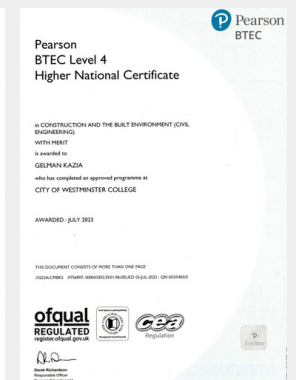 Pearson
BTEC
Pearson
BTEC Level 4
Higher National Certificate
in CONSTRUCTION AND THE BUILT ENVIRONMENT (CIVIL
ENGINEERING)
WITH MERIT
is awarded to
GELMAN KAZIA
who has completed an approved programme at
CITY OF WESTMINSTER COLLEGE
AWARDED : JULY 2023
THIS DOCUMENT CONSISTS OF MORE THAN ONE PAGE
ofqual
REGULATED
register.ofqual.gov.uk
ccea
Regulation
P
Derek Richardson
Responsible Officer